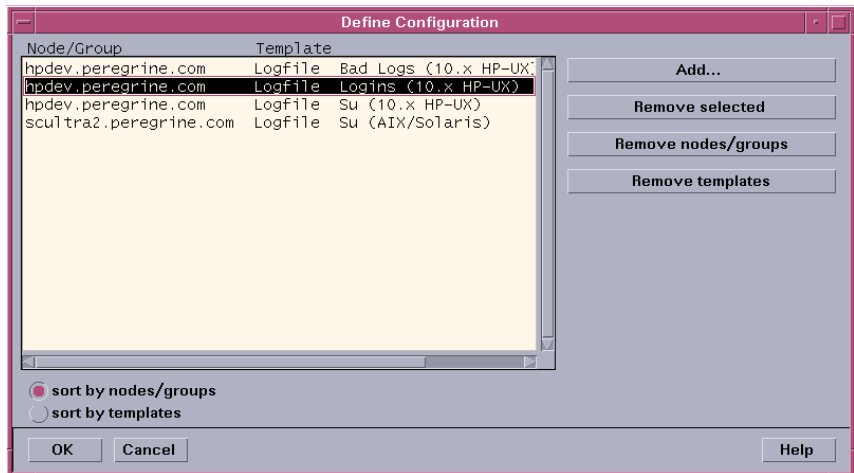 Define Configuration
Node/Group Template
hpdev.peregrine.com Logfile Bad Logs (10.x HP-UX)
hpdev.peregrine.com Logfile Logins (10.x HP-UX)
hpdev.peregrine.com Logfile Su (10.x HP-UX)
scultra2.peregrine.com Logfile Su (AIX/Solaris)
Add...
Remove selected
Remove nodes/groups
Remove templates
sort by nodes/groups
sort by templates
OK Cancel Help